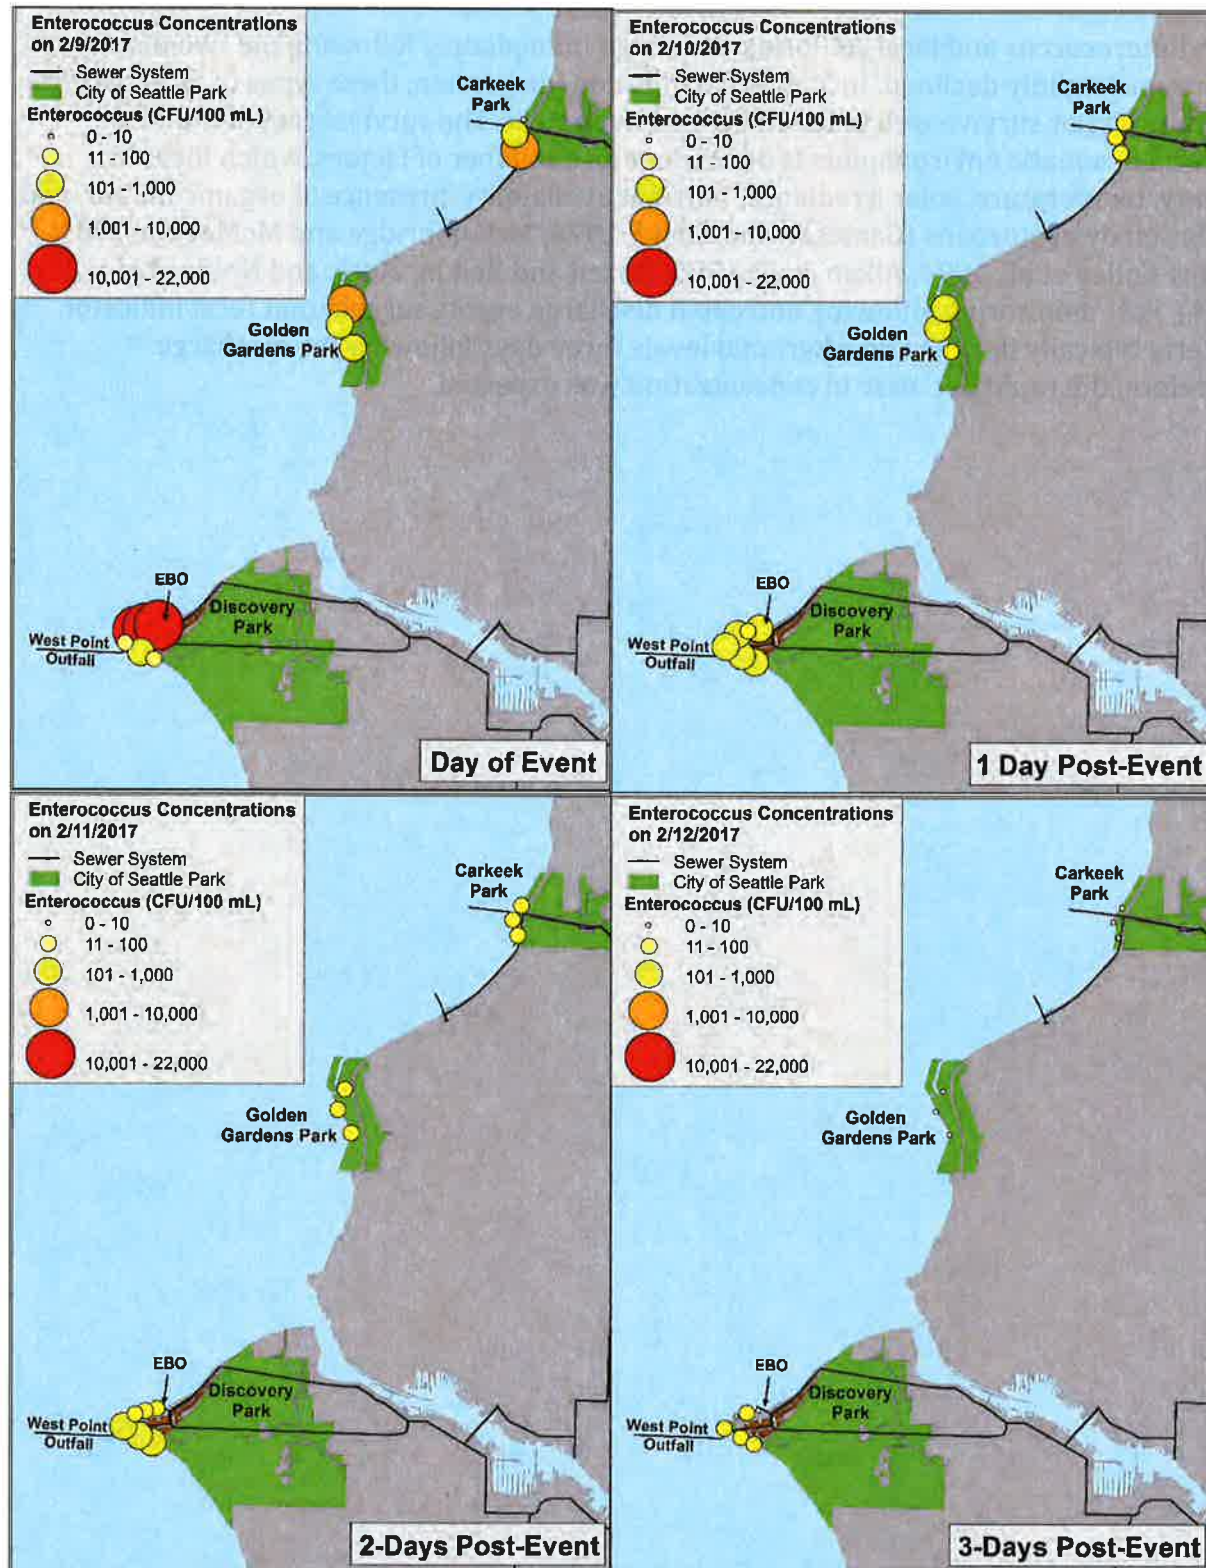 Enterococcus Concentrations
on 2/9/2017
Sewer System
City of Seattle Park
Enterococcus (CFU/100 mL)
0 - 10
11 - 100
101 - 1,000
1,001 - 10,000
10,001 - 22,000
Carkeek
Park
Golden
Gardens Park
EBO
Discovery
Park
West Point
Outfall
Day of Event
Enterococcus Concentrations
on 2/10/2017
Sewer System
City of Seattle Park
Enterococcus (CFU/100 mL)
0 - 10
11 - 100
101 - 1,000
1,001 - 10,000
10,001 - 22,000
Carkeek
Park
Golden
Gardens Park
EBO
Discovery
Park
West Point
Outfall
1 Day Post-Event
Enterococcus Concentrations
on 2/11/2017
Sewer System
City of Seattle Park
Enterococcus (CFU/100 mL)
0 - 10
11 - 100
101 - 1,000
1,001 - 10,000
10,001 - 22,000
Carkeek
Park
Golden
Gardens Park
EBO
Discovery
Park
West Point
Outfall
2-Days Post-Event
Enterococcus Concentrations
on 2/12/2017
Sewer System
City of Seattle Park
Enterococcus (CFU/100 mL)
0 - 10
11 - 100
101 - 1,000
1,001 - 10,000
10,001 - 22,000
Carkeek
Park
Golden
Gardens Park
EBO
Discovery
Park
West Point
Outfall
3-Days Post-Event